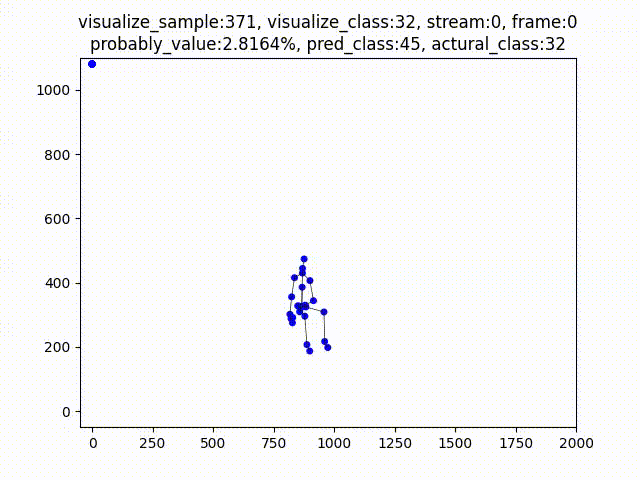 visualize_sample:371, visualize_class:32, stream:0, frame:0
probably_value:2.8164%, pred_class:45, actural_class:32
1000
800
600
400
200
0
0 250 500 750 1000 1250 1500 1750 2000